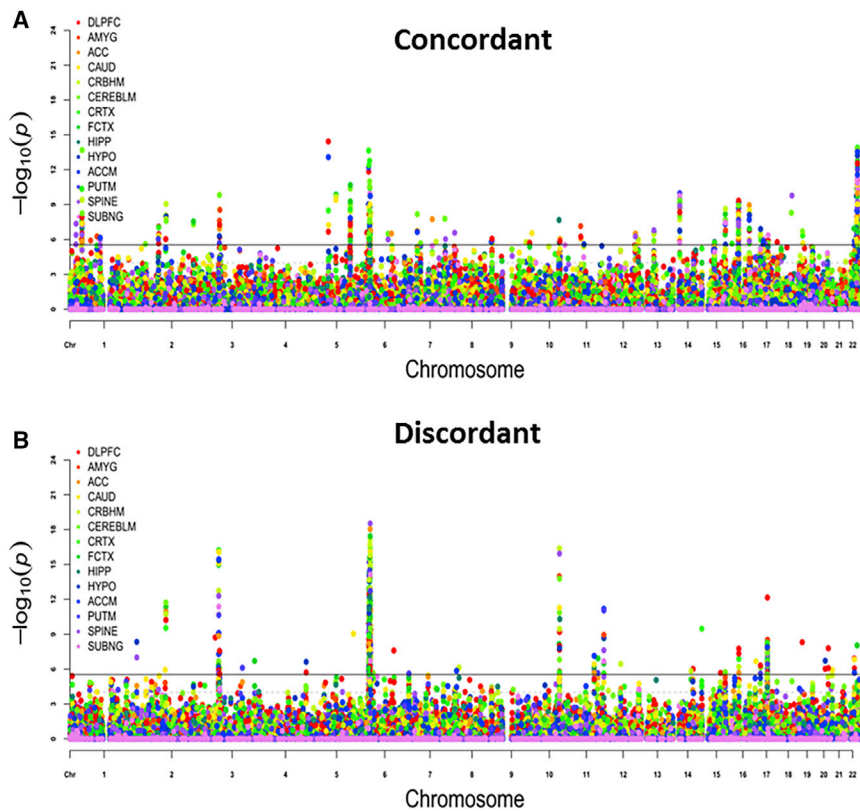 A
Concordant
DLPFC
AMYG
ACC
CAUD
CRBHM
CEREBLM
CRTX
FCTX
HIPP
HYPO
ACCM
PUTM
SPINE
SUBNG
−log10(p)
24
21
18
15
12
9
6
3
0
Chr 1 2 3 4 5 6 7 8 9 10 11 12 13 14 15 16 17 18 19 20 21 22
Chromosome
B
Discordant
DLPFC
AMYG
ACC
CAUD
CRBHM
CEREBLM
CRTX
FCTX
HIPP
HYPO
ACCM
PUTM
SPINE
SUBNG
−log10(p)
24
21
18
15
12
9
6
3
0
Chr 1 2 3 4 5 6 7 8 9 10 11 12 13 14 15 16 17 18 19 20 21 22
Chromosome